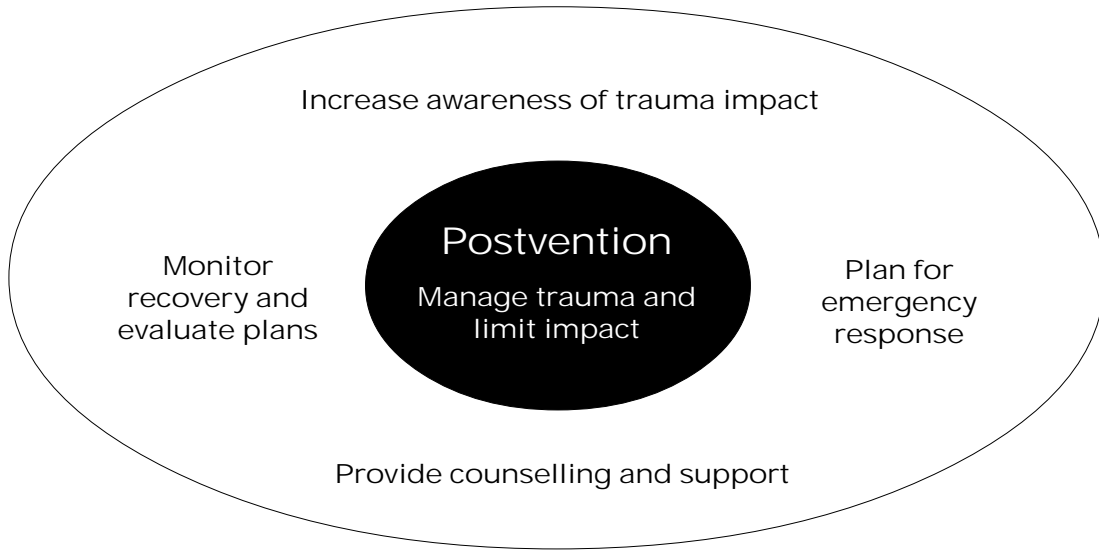 Increase awareness of trauma impact
Postvention
Manage trauma and
limit impact
Monitor
recovery and
evaluate plans
Plan for
emergency
response
Provide counselling and support